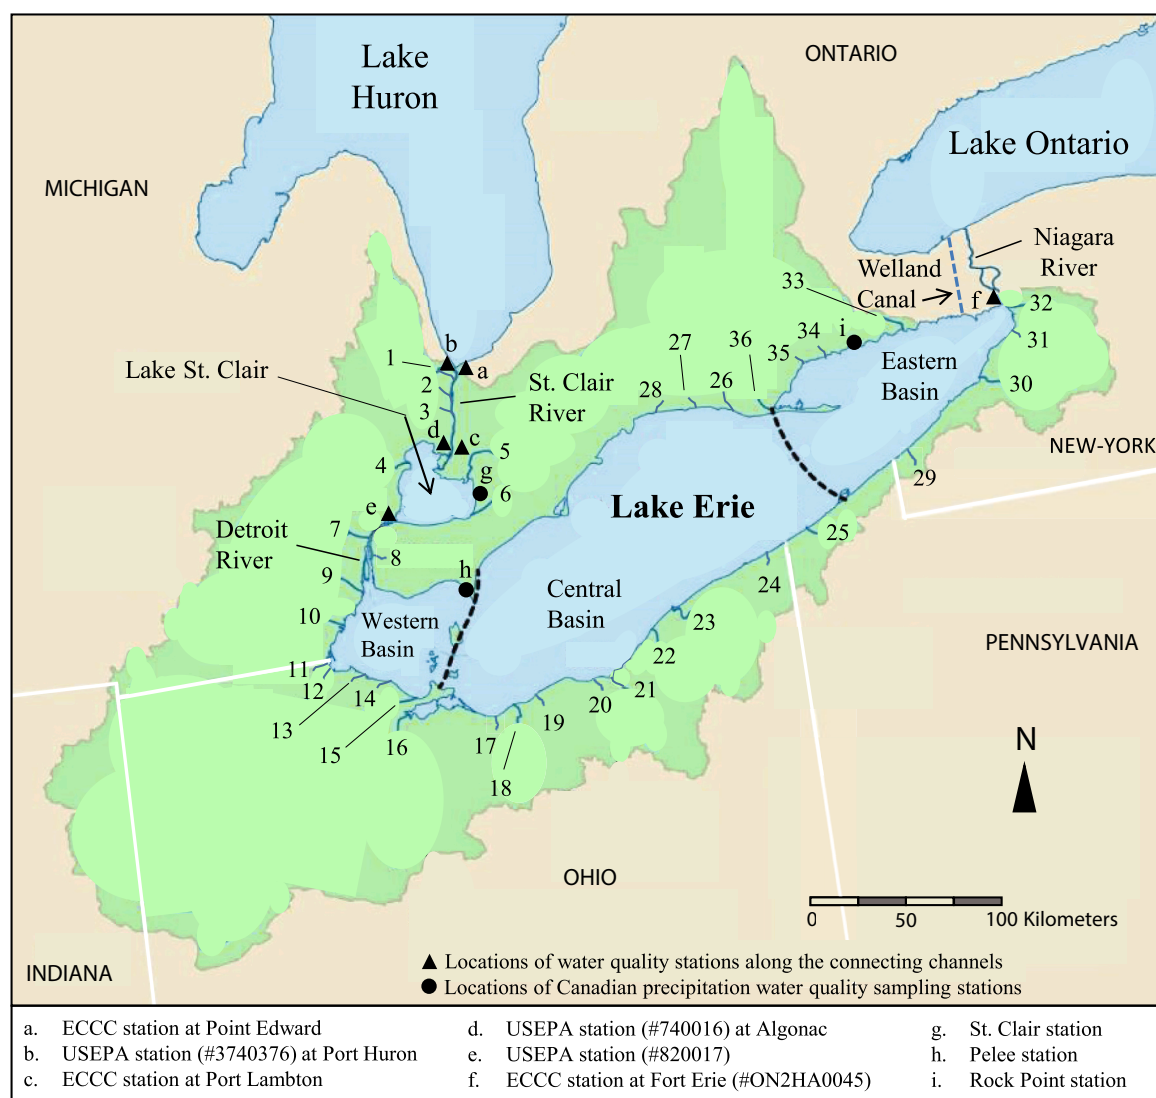 Lake
Huron
ONTARIO
Lake Ontario
MICHIGAN
Niagara
River
Welland
Canal
f
32
33
31
b
a
1
Lake St. Clair
St. Clair
River
2
3
d
c
5
4
g
6
e
28
27
26
36
35
34
i
Eastern
Basin
30
NEW-YORK
29
Lake Erie
7
Detroit
River
8
9
h
25
24
Central
Basin
10
Western
Basin
23
22
PENNSYLVANIA
11
12
13
14
15
16
17
18
19
20
21
N
OHIO
0 50 100 Kilometers
INDIANA
Locations of water quality stations along the connecting channels
Locations of Canadian precipitation water quality sampling stations
a. ECCC station at Point Edward
b. USEPA station (#3740376) at Port Huron
c. ECCC station at Port Lambton
d. USEPA station (#740016) at Algonac
e. USEPA station (#820017)
f. ECCC station at Fort Erie (#ON2HA0045)
g. St. Clair station
h. Pelee station
i. Rock Point station